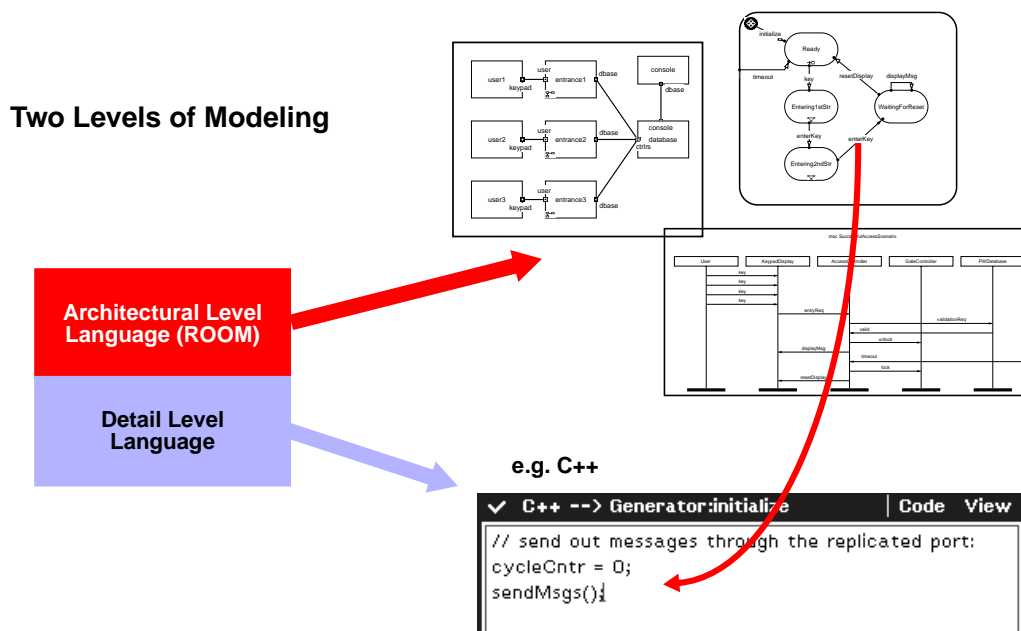 Two Levels of Modeling
Architectural Level
Language (ROOM)
Detail Level
Language
user1
keypad
user
entrance1
dbase
user2
keypad
user
entrance2
dbase
user3
keypad
user
entrance3
dbase
console
dbase
console
database
ctrlrs
initialize
Ready
timeout
key
resetDisplay
displayMsg
Entering1stStr
WaitingForReset
enterKey
enterKey
Entering2ndStr
msc SuccessfulAccessScenario
User
KeypadDisplay
AccessController
GateController
PWDatabase
key
key
key
key
entryReq
validationReq
valid
unlock
displayMsg
timeout
lock
resetDisplay
e.g. C++
C++ --> Generator:initialize
Code View
// send out messages through the replicated port:
cycleCntr = 0;
sendMsgs();